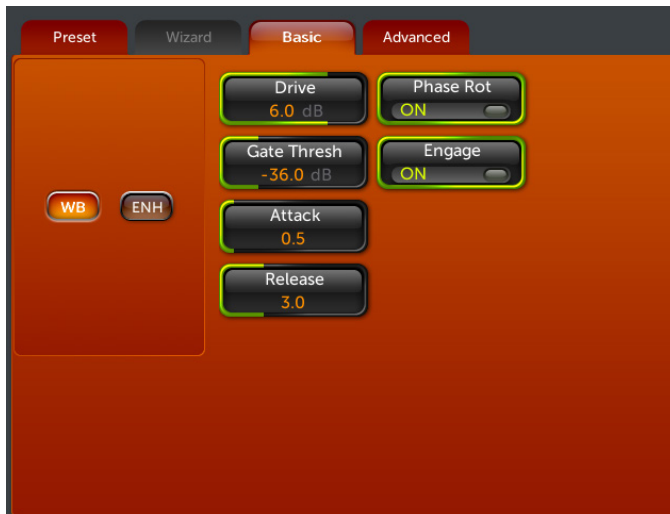 Preset Wizard Basic Advanced
Drive Phase Rot
6.0 dB ON
Gate Thresh Engage
-36.0 dB ON
WB ENH
Attack
0.5
Release
3.0